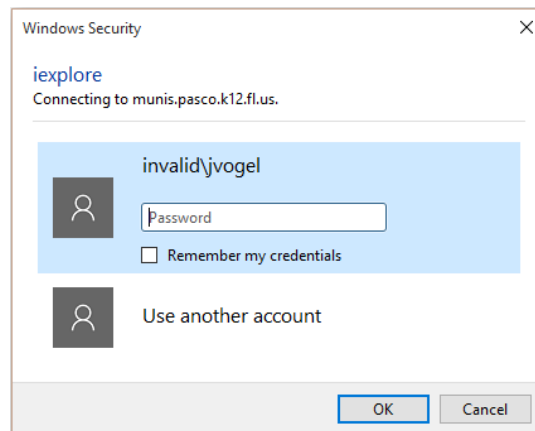 Windows Security
iexplore
Connecting to munis.pasco.k12.fl.us.
invalid\jvogel
Password
Remember my credentials
Use another account
OK
Cancel